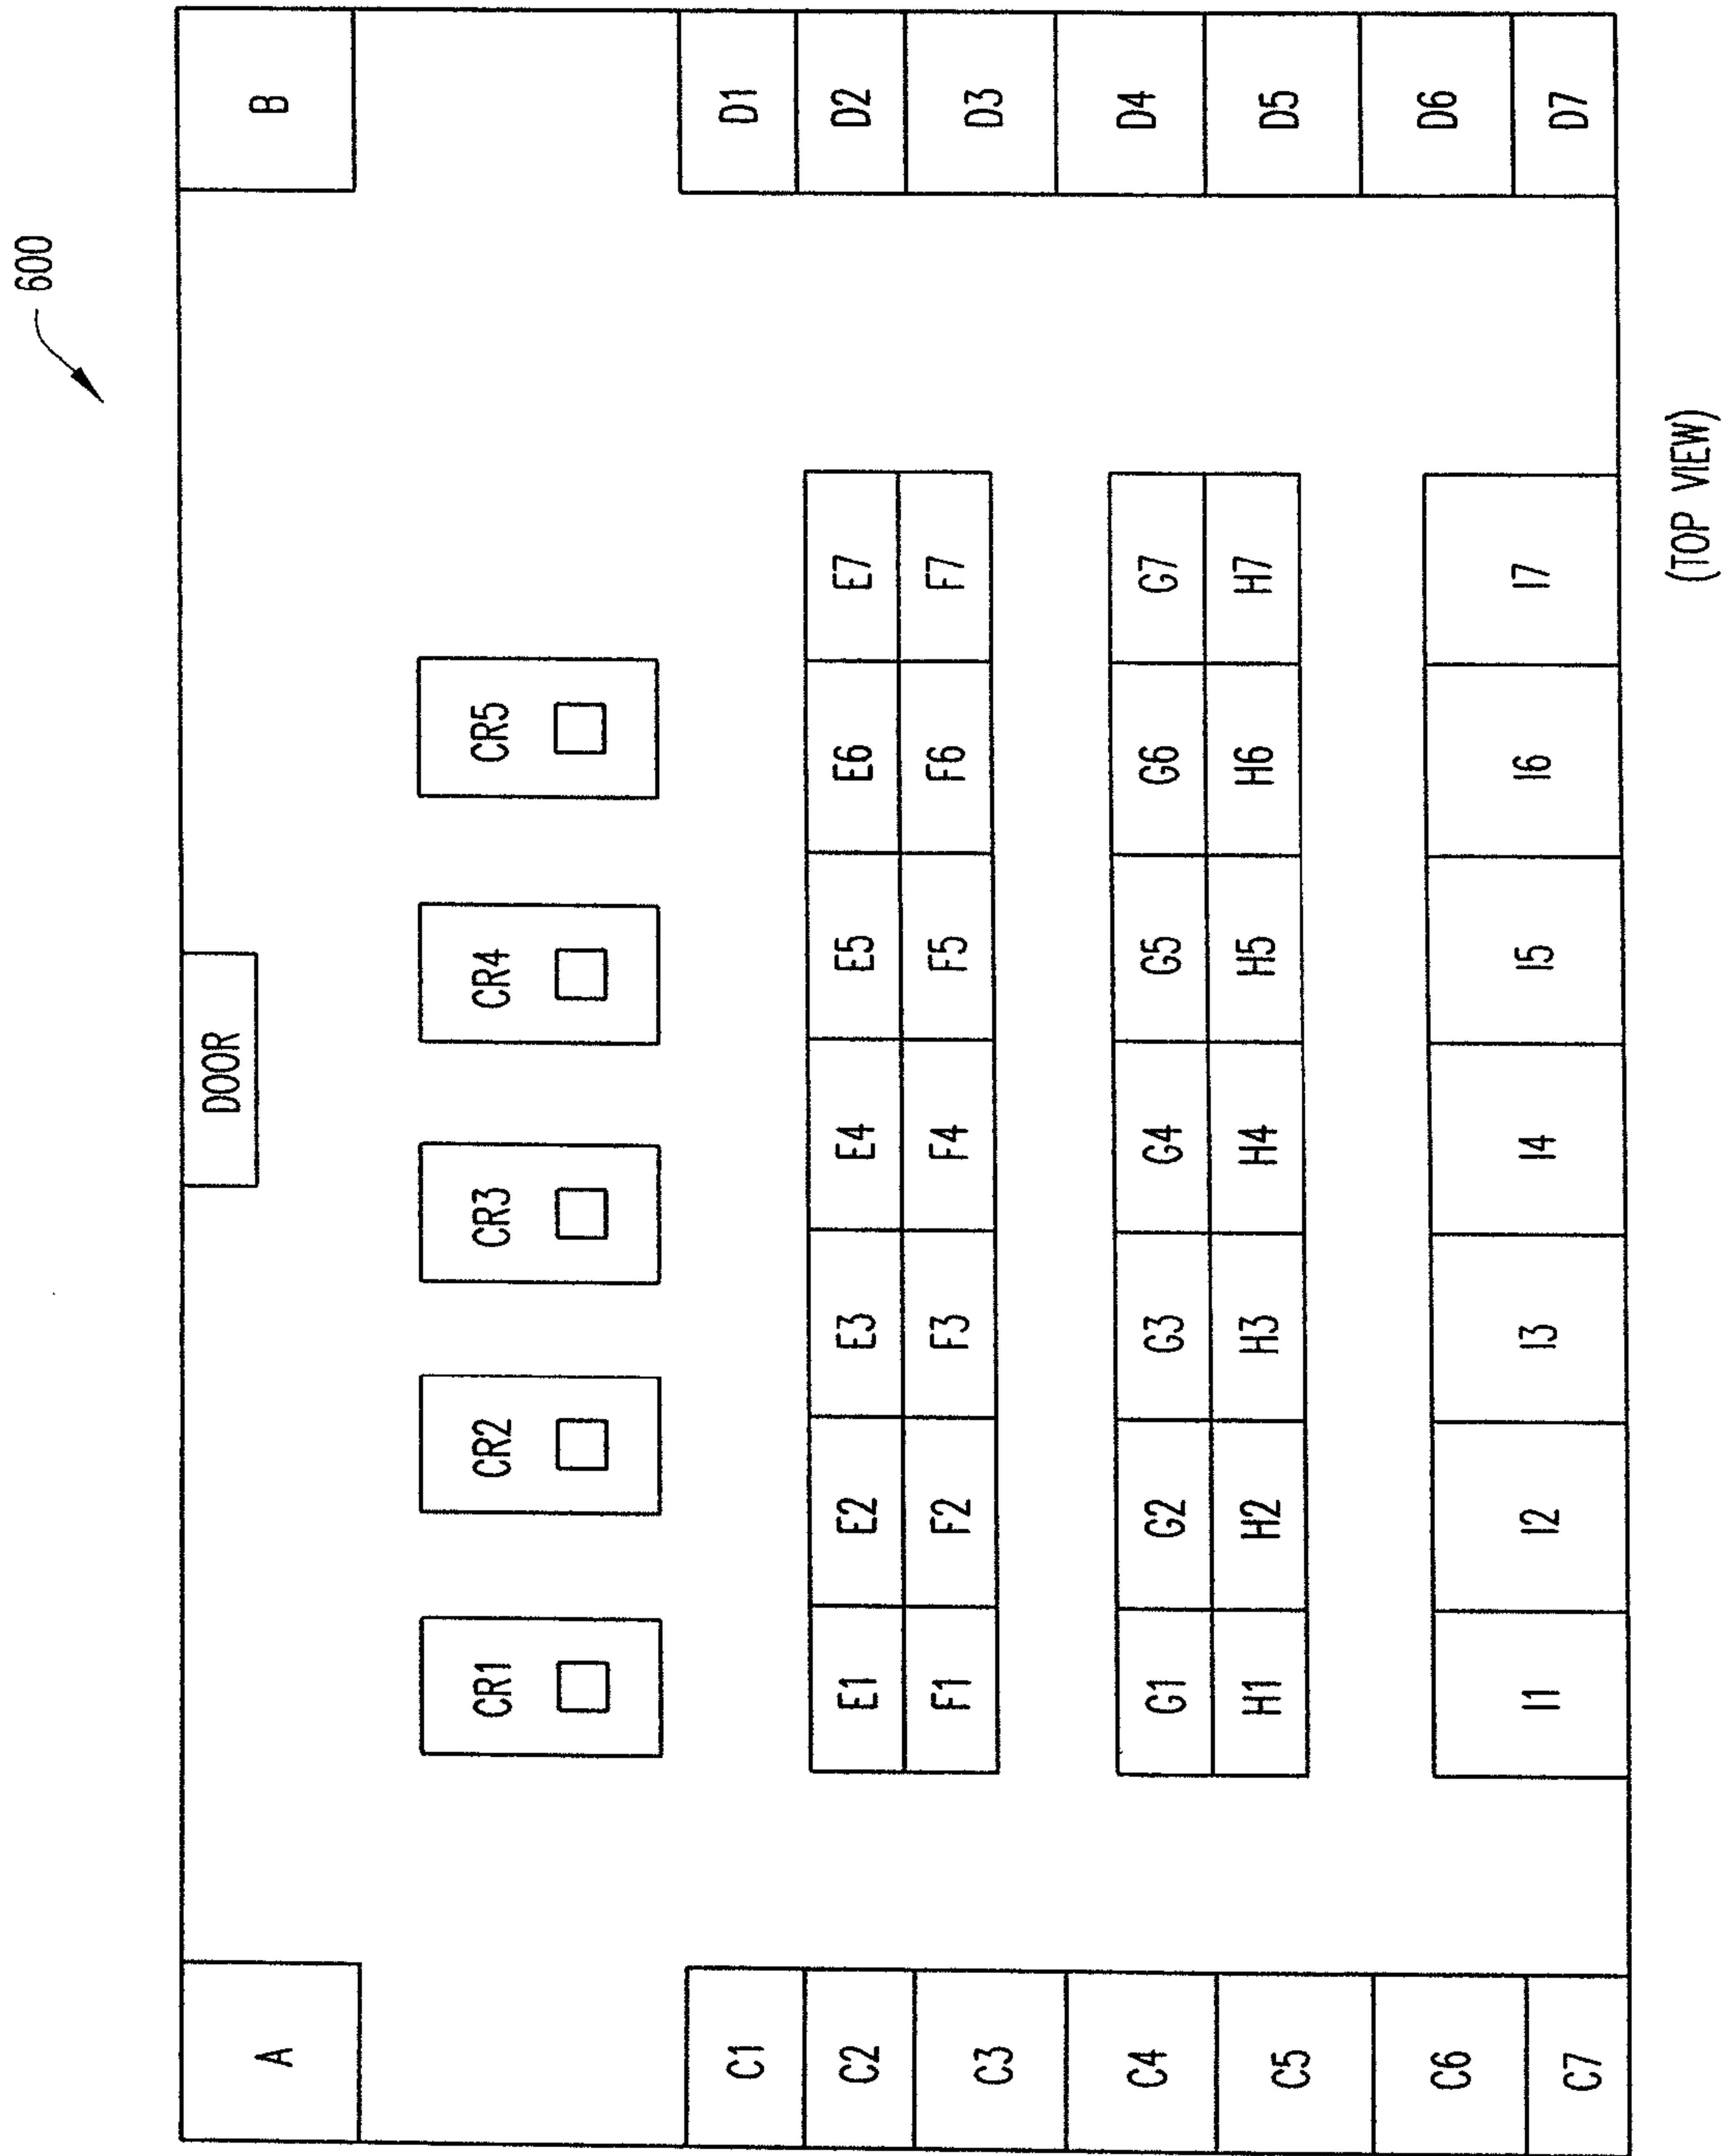 600
A DOOR B
CR1 CR2 CR3 CR4 CR5
C1 D1
C2 E1 E2 E3 E4 E5 E6 E7 D2
C3 F1 F2 F3 F4 F5 F6 F7 D3
C4 G1 G2 G3 G4 G5 G6 G7 D4
C5 H1 H2 H3 H4 H5 H6 H7 D5
C6 D6
C7 I1 I2 I3 I4 I5 I6 I7 D7
(TOP VIEW)